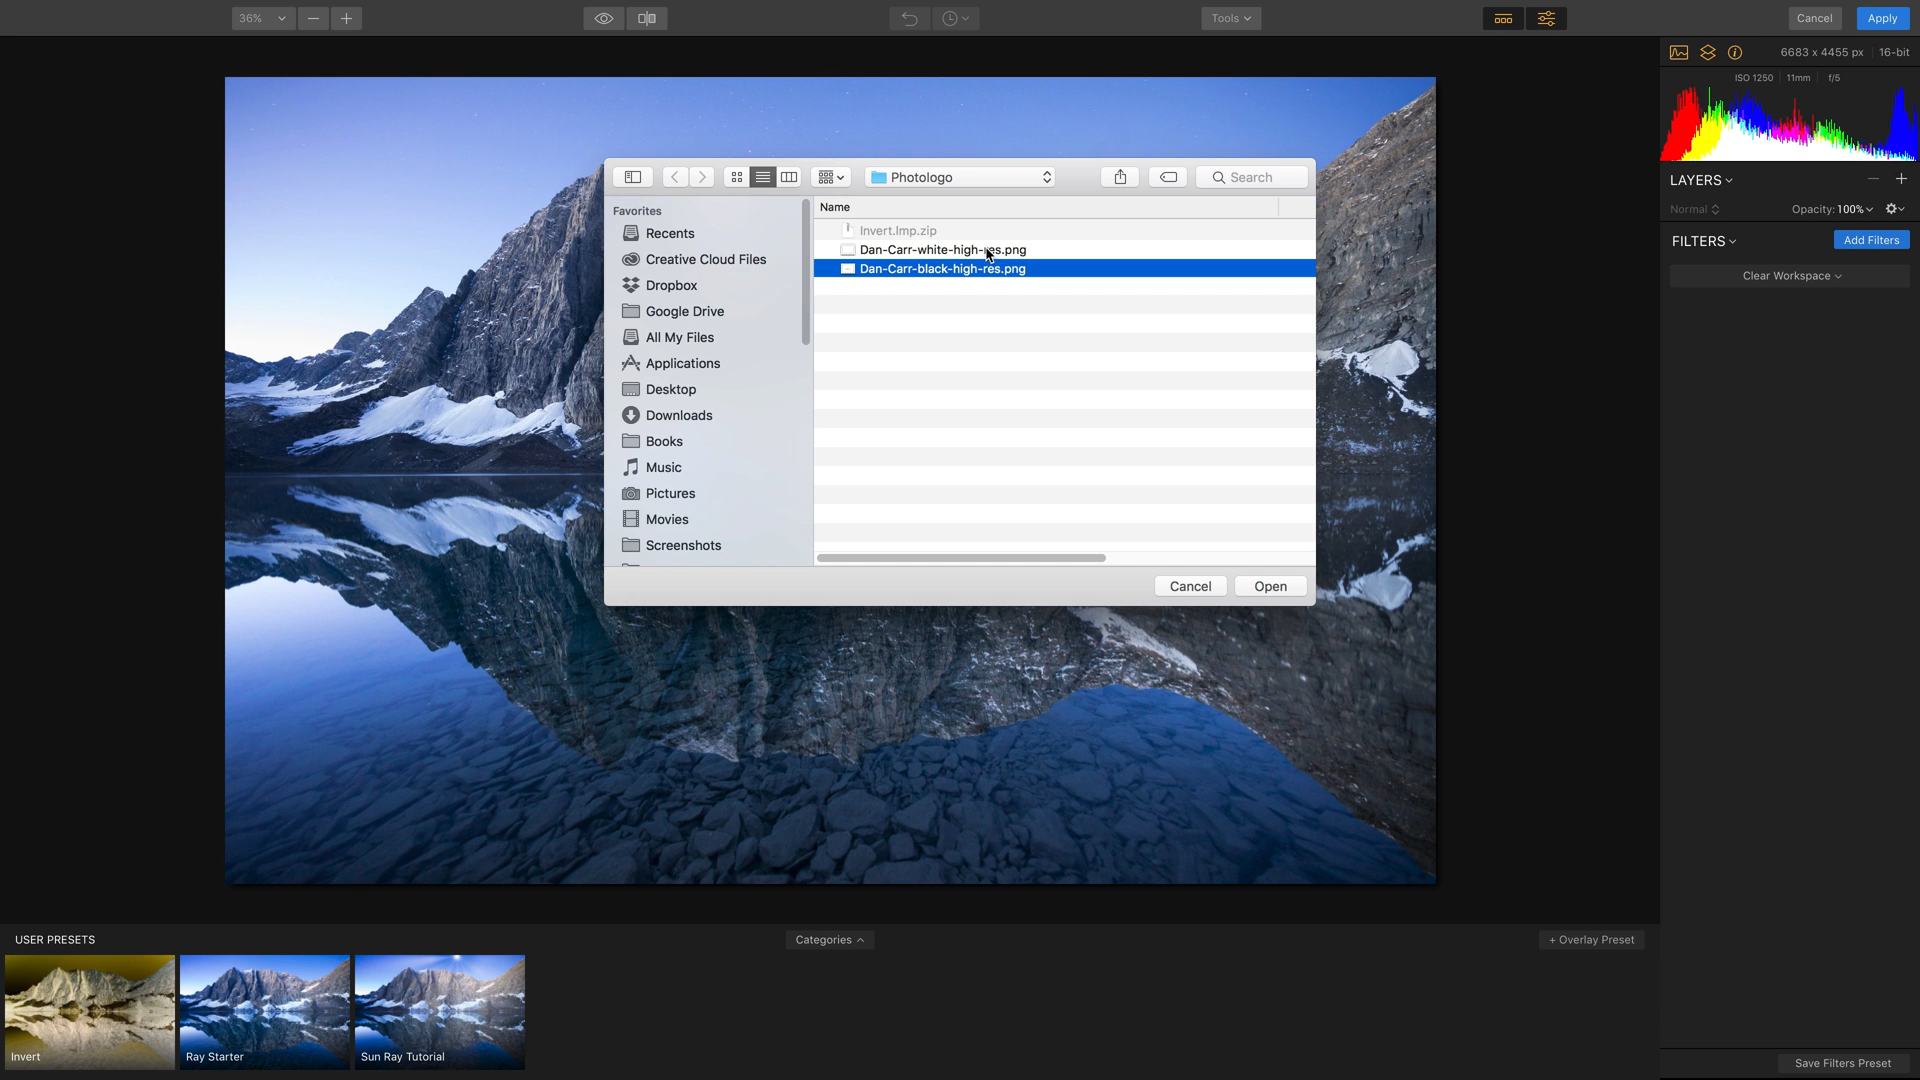 36%
Tools
Cancel
Apply
6683 x 4455 px
16-bit
ISO 1250
11mm
f/5
LAYERS
Normal
Opacity: 100%
FILTERS
Add Filters
Clear Workspace
Photologo
Search
Favorites
Recents
Creative Cloud Files
Dropbox
Google Drive
All My Files
Applications
Desktop
Downloads
Books
Music
Pictures
Movies
Screenshots
Name
Invert.lmp.zip
Dan-Carr-white-high-res.png
Dan-Carr-black-high-res.png
Cancel
Open
USER PRESETS
Categories
+ Overlay Preset
Invert
Ray Starter
Sun Ray Tutorial
Save Filters Preset